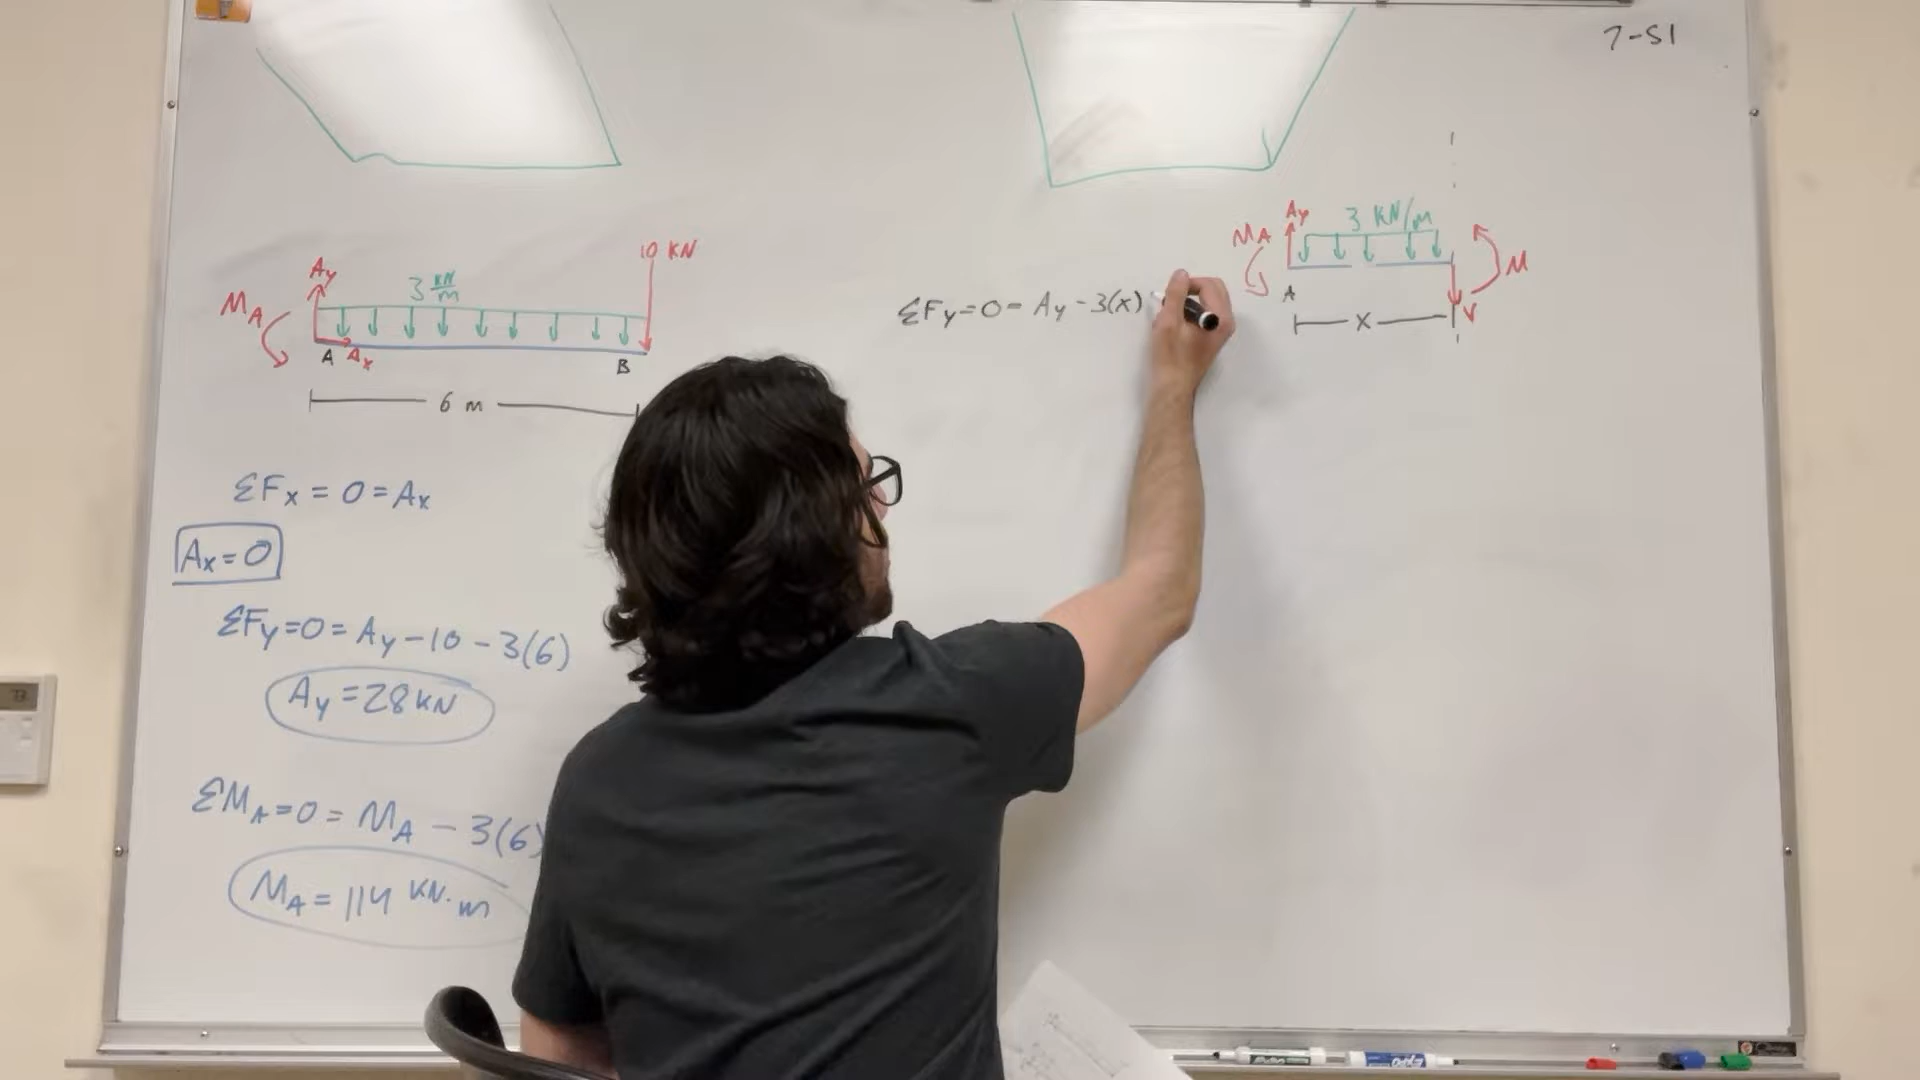 7-51
10 KN
Ay
3 KN/m
MA
A Ax
B
6 m
ΣFx = 0 = Ax
Ax = 0
ΣFy = 0 = Ay - 10 - 3(6)
Ay = 28 KN
ΣMA = 0 = MA - 3(6)
MA = 114 KN·m
ΣFy = 0 = Ay - 3(x)
Ay
3 KN/m
MA
M
A
V
x